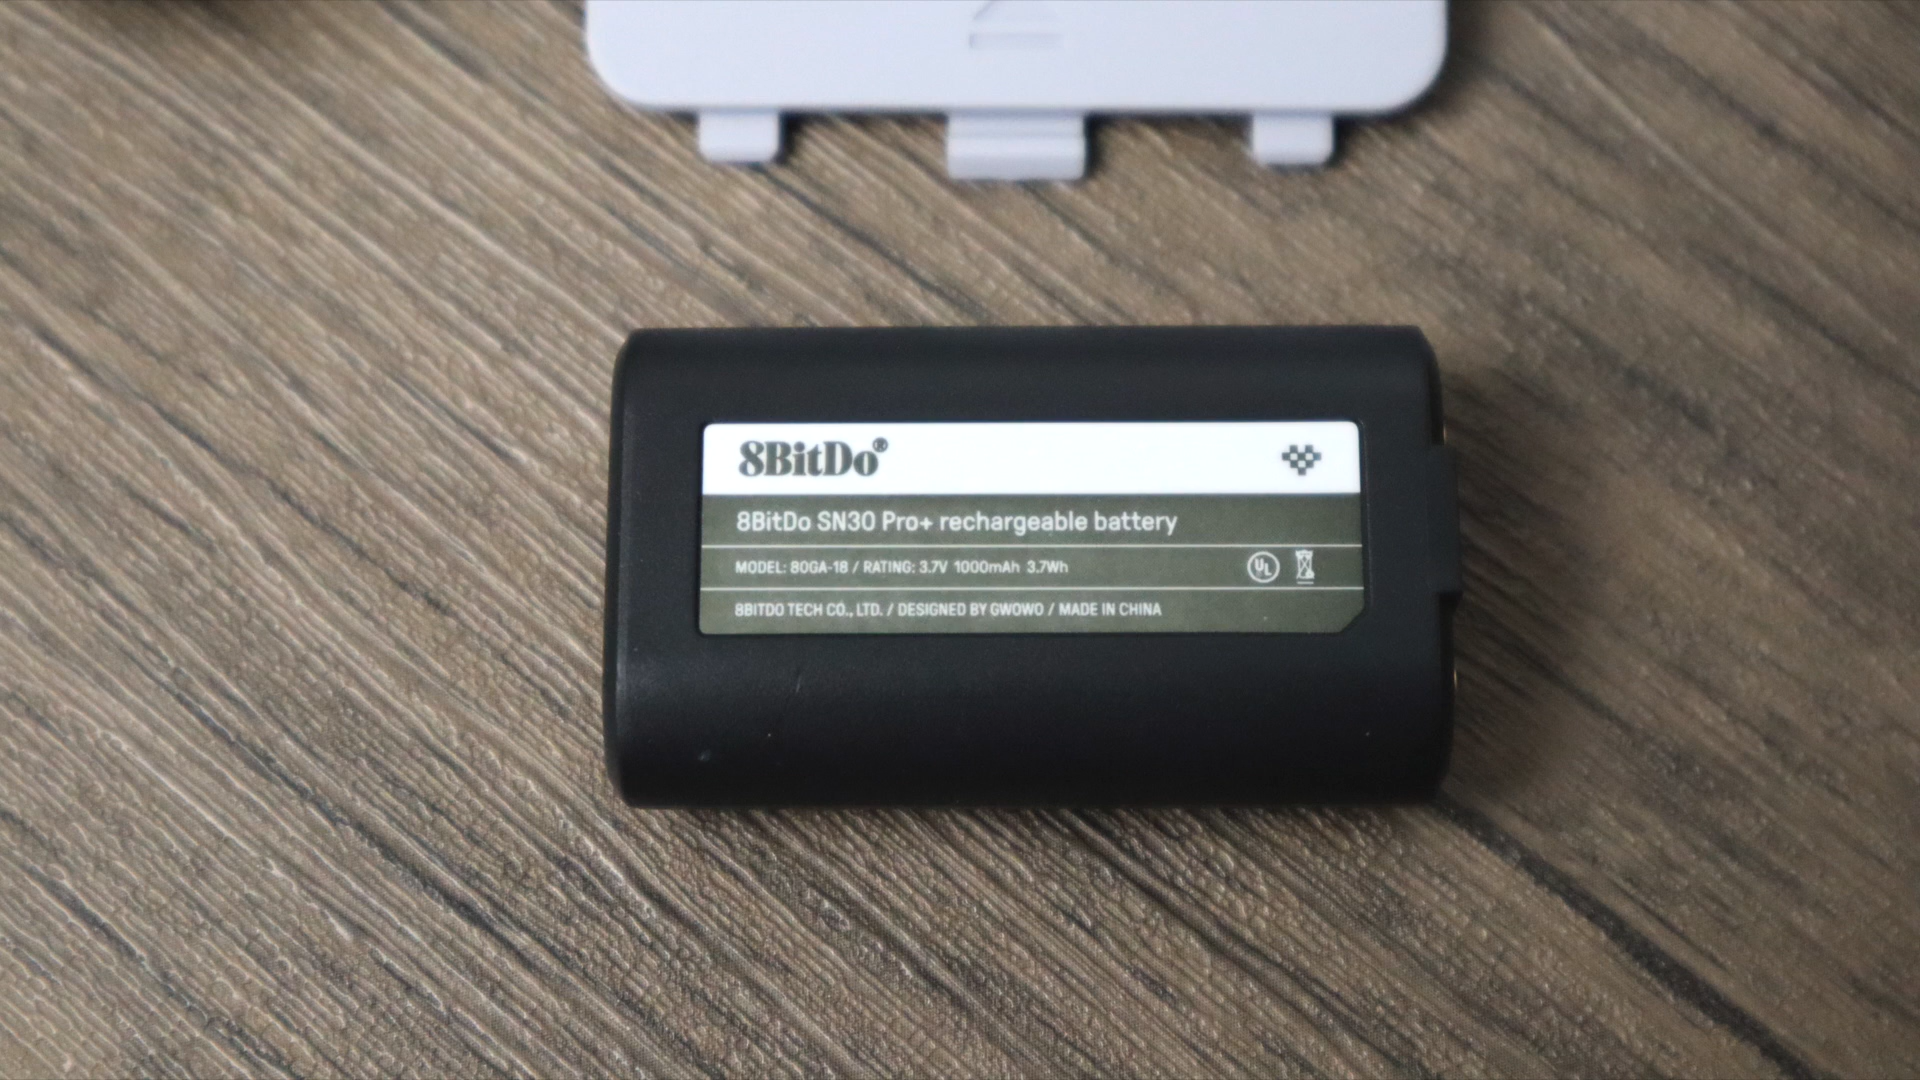 8BitDo
8BitDo SN30 Pro+ rechargeable battery
MODEL: 80GA-18 / RATING: 3.7V 1000mAh 3.7Wh
UL
8BITDO TECH CO., LTD. / DESIGNED BY GWOWO / MADE IN CHINA